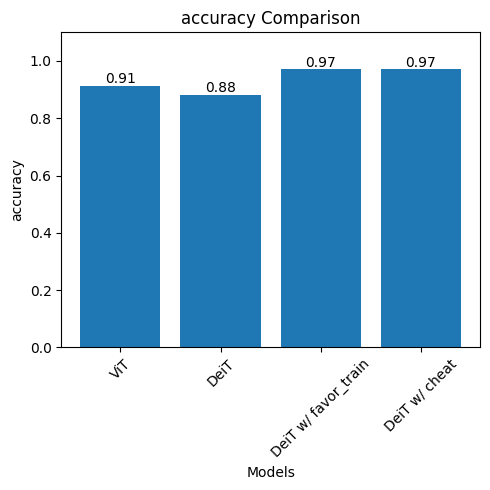 accuracy Comparison
accuracy
1.0
0.8
0.6
0.4
0.2
0.0
0.91
0.88
0.97
0.97
ViT
DeiT
DeiT w/ favor_train
DeiT w/ cheat
Models